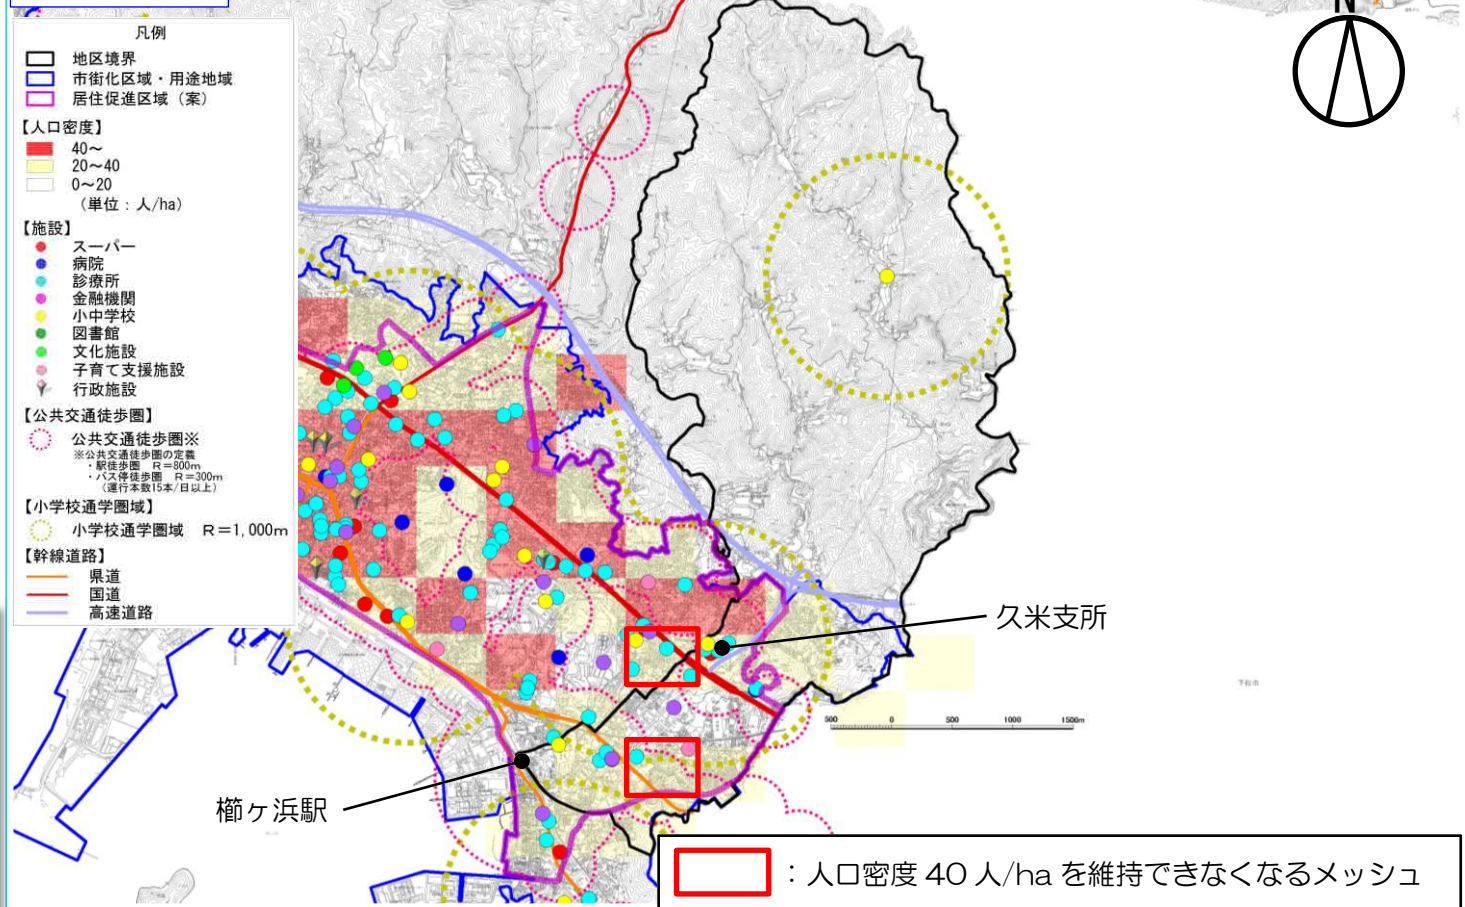 凡例
地区境界
市街化区域・用途地域
居住促進区域（案）
【人口密度】
40～
20～40
0～20
（単位：人/ha）
【施設】
スーパー
病院
診療所
金融機関
小中学校
図書館
文化施設
子育て支援施設
行政施設
【公共交通徒歩圏】
公共交通徒歩圏※
※公共交通徒歩圏の定義
・駅徒歩圏　R＝800m
・バス停徒歩圏　R＝300m
（運行本数15本/日以上）
【小学校通学圏域】
小学校通学圏域　R＝1,000m
【幹線道路】
県道
国道
高速道路
N
久米支所
下松市
500 0 500 1000 1500m
櫛ヶ浜駅
：人口密度 40 人/ha を維持できなくなるメッシュ